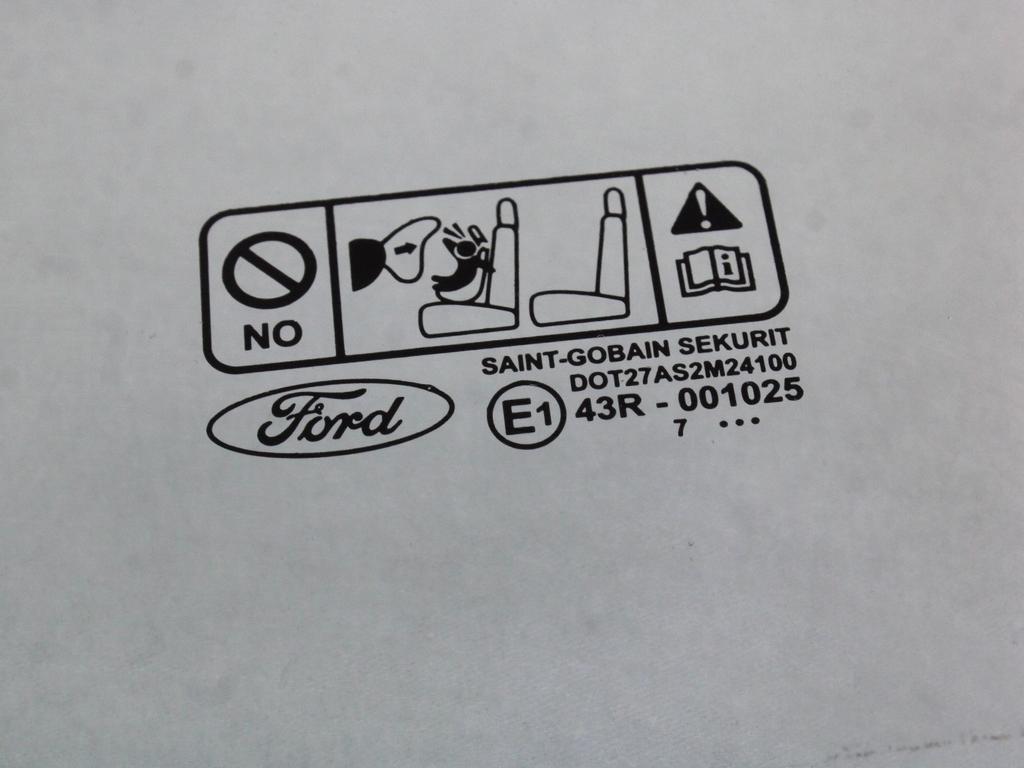 NO
i
Ford
SAINT-GOBAIN SEKURIT
DOT27AS2M24100
E1 43R - 001025
7 •••